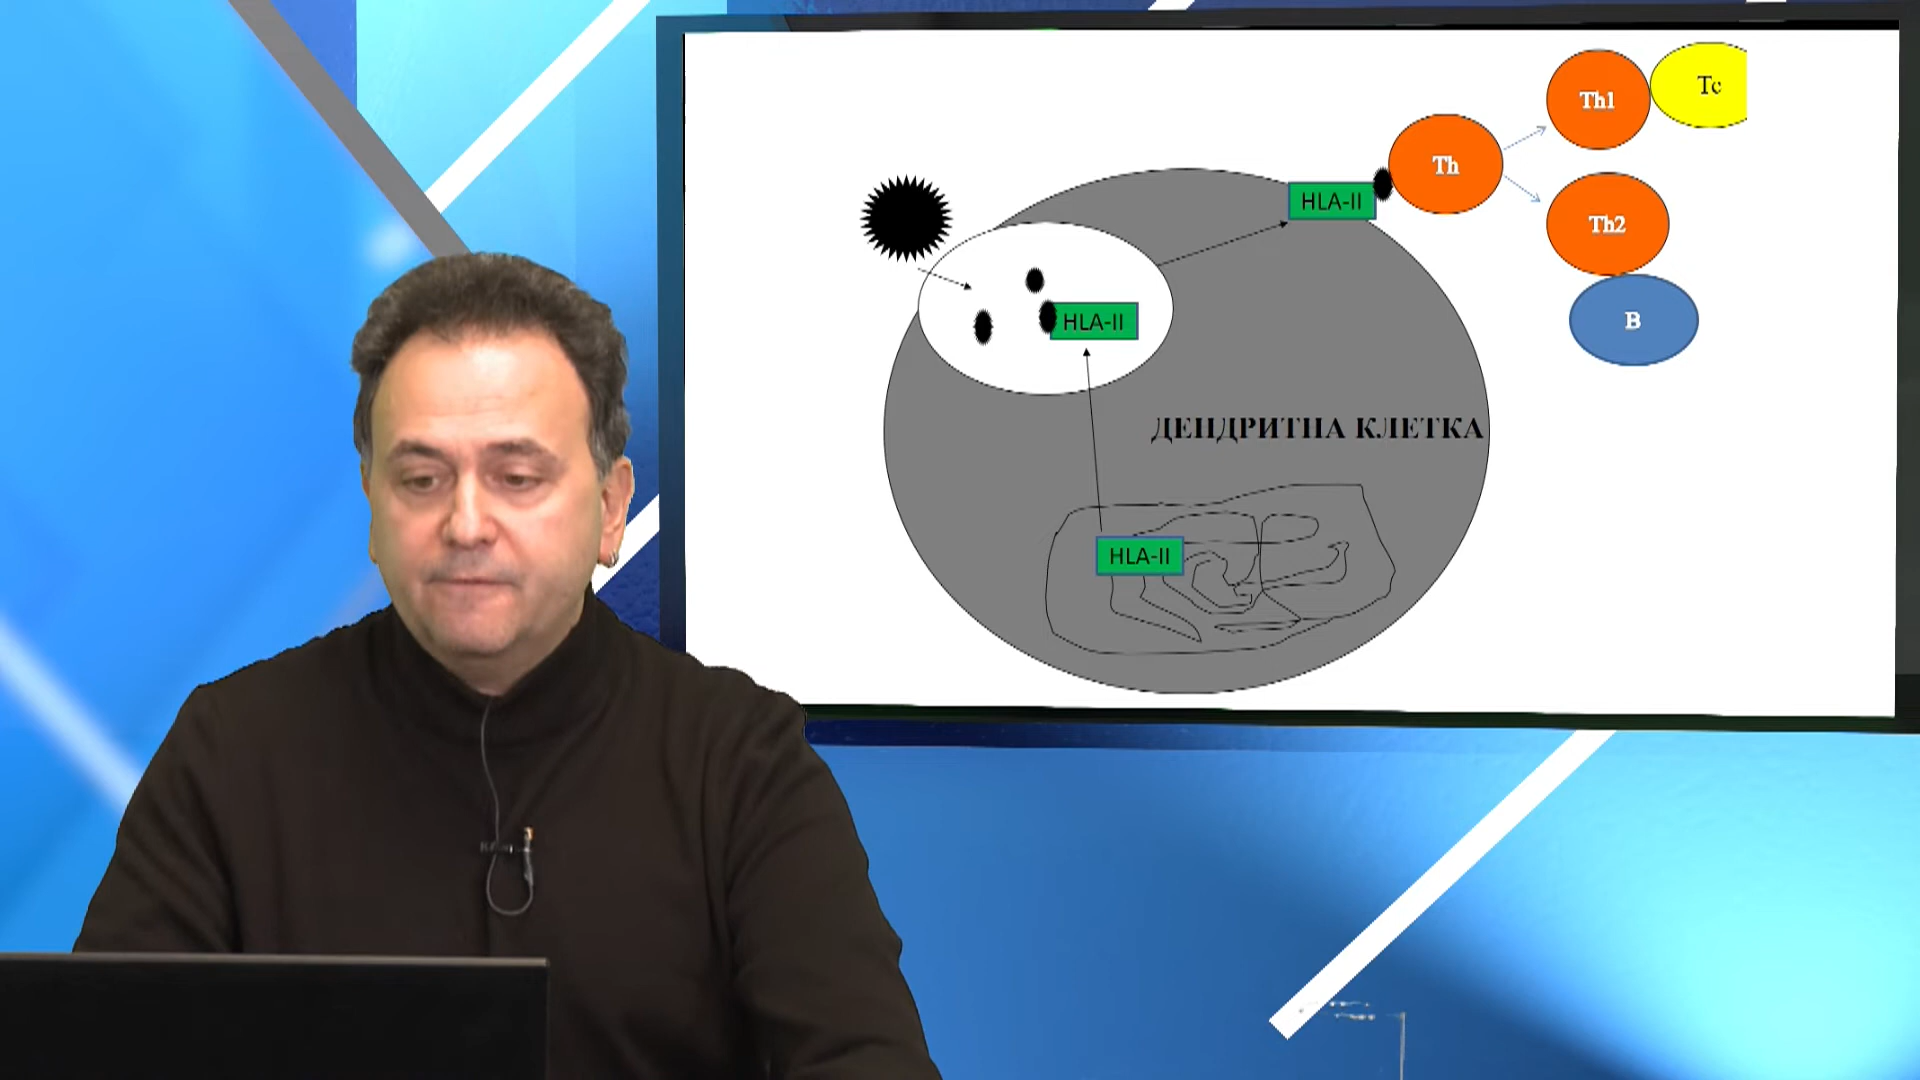 Th1
Tc
Th
HLA-II
Th2
HLA-II
B
ДЕНДРИТНА КЛЕТКА
HLA-II